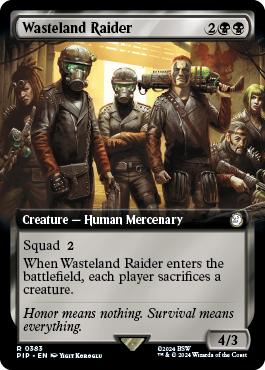 Wasteland Raider 2
Creature — Human Mercenary
Squad 2
When Wasteland Raider enters the
battlefield, each player sacrifices a
creature.
Honor means nothing. Survival means
everything.
4/3
R 0383
PIP • EN Yigit Koroglu
©2024 BSW
™ & © 2024 Wizards of the Coast